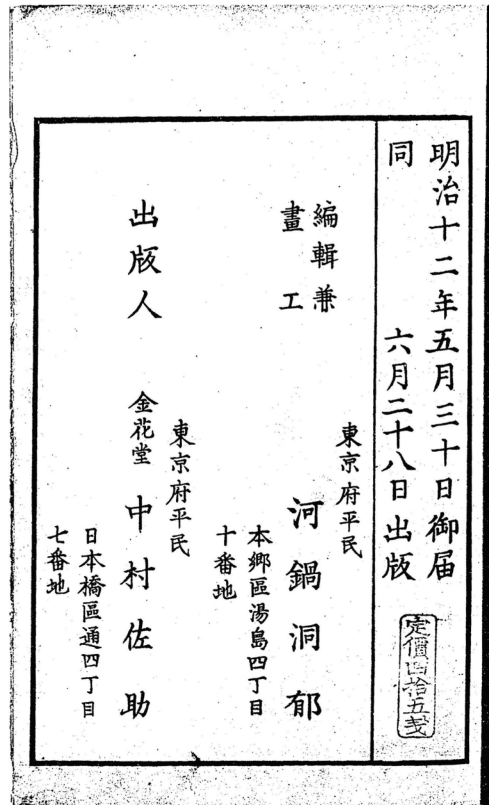 明治十二年五月三十日御届
同 六月二十八日出版
定價四拾五戔
編輯兼
畫工
東京府平民
河鍋洞郁
本郷區湯島四丁目
十番地
出版人
東京府平民
金花堂 中村佐助
日本橋區通四丁目
七番地